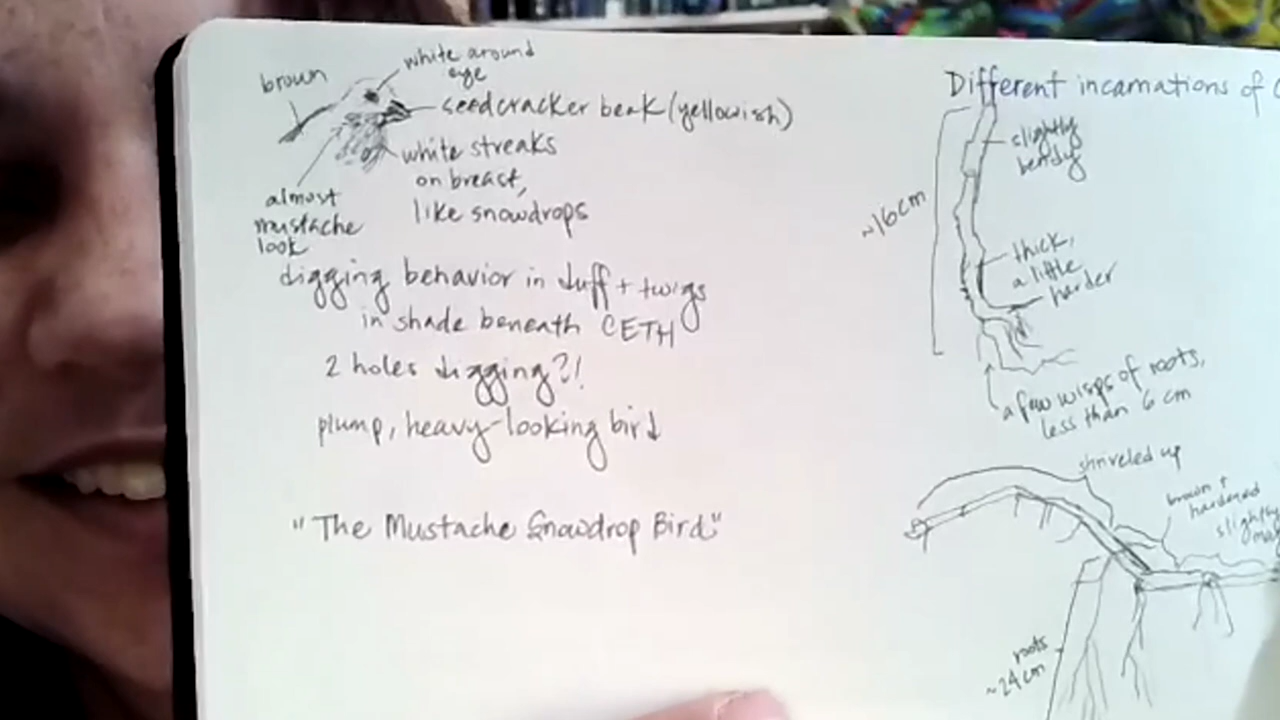 white around
eye
brown
seedcracker beak (yellowish)
white streaks
on breast,
like snowdrops
almost
mustache
look
digging behavior in duff + twigs
in shade beneath CETH
2 holes digging?!
plump, heavy-looking bird
"The Mustache Snowdrop Bird"
Different incarnations of
slightly
bendy
~16cm
thick,
a little
harder
a few wisps of roots,
less than 6 cm
shriveled up
brown +
hardened
slightly
roots
~24cm